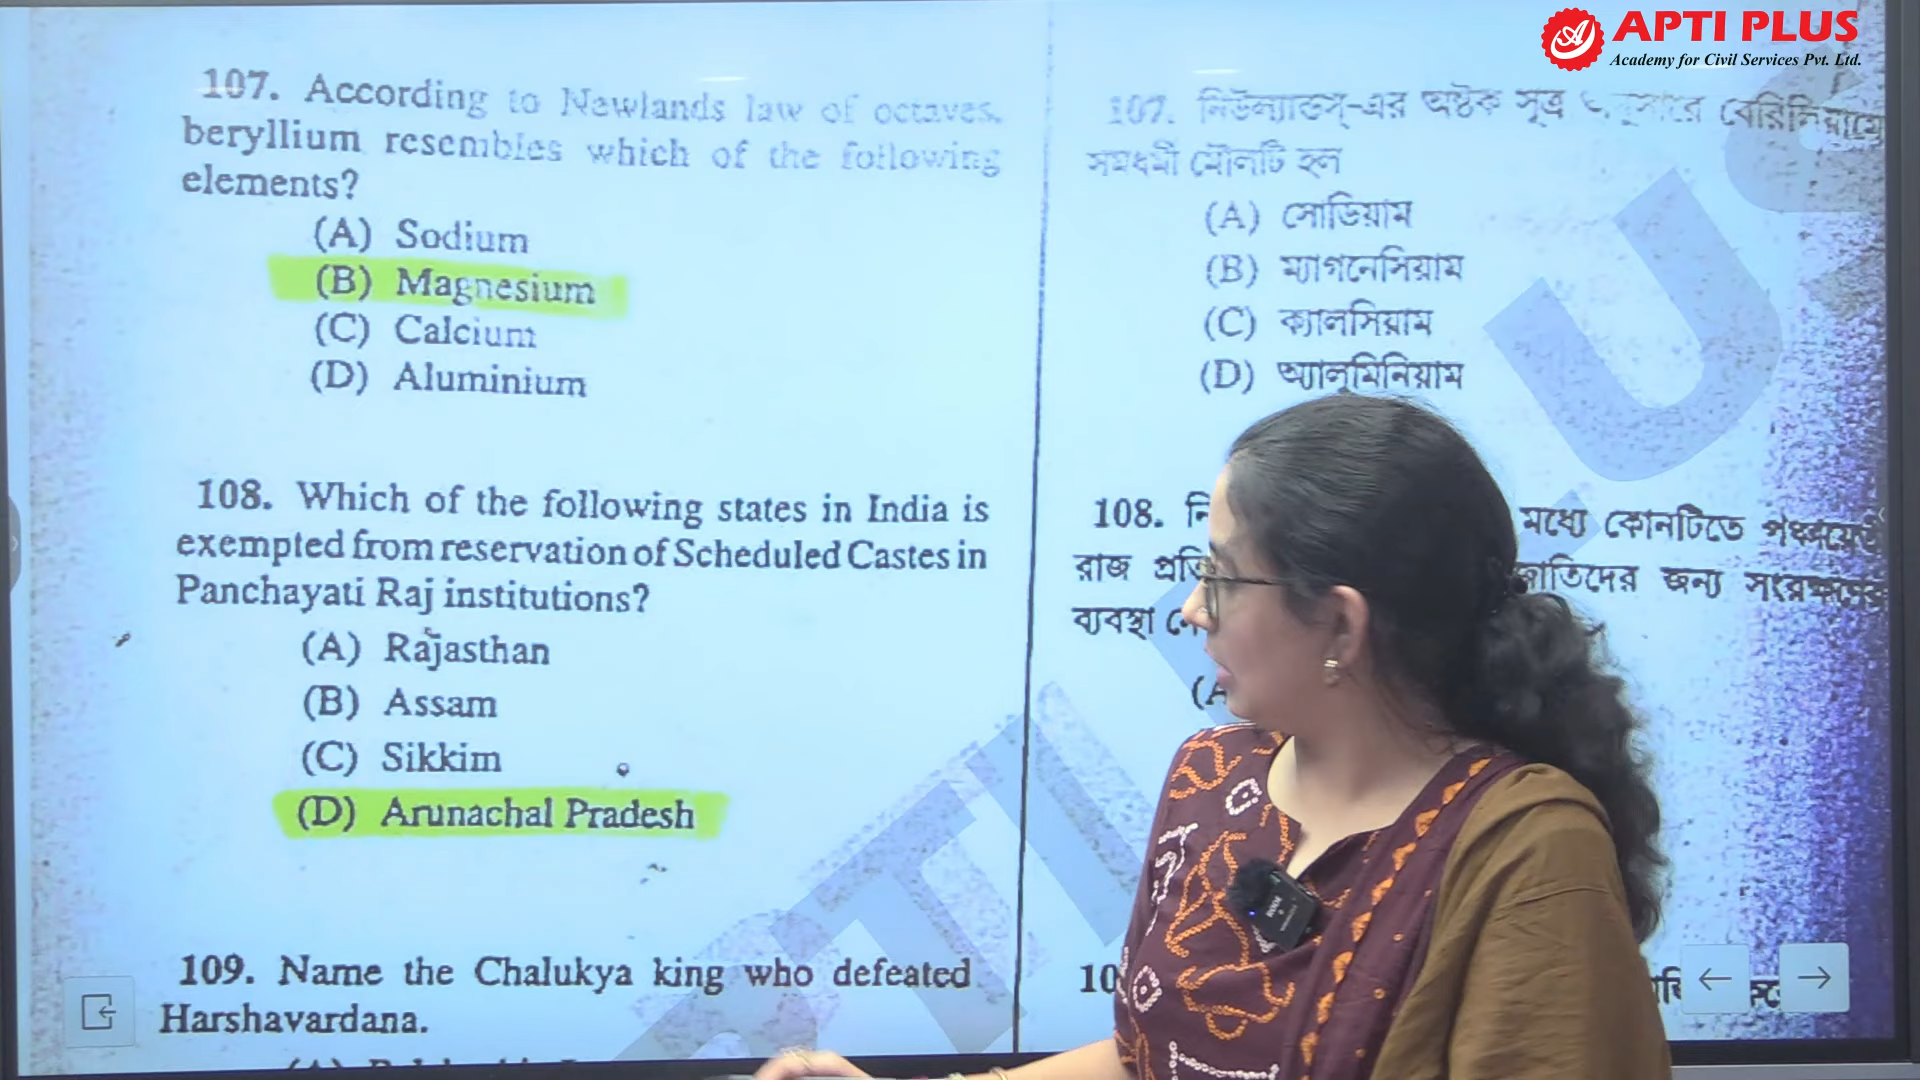 APTI PLUS
Academy for Civil Services Pvt. Ltd.
107. According to Newlands law of octaves,
beryllium resembles which of the following
elements?
(A) Sodium
(B) Magnesium
(C) Calcium
(D) Aluminium
108. Which of the following states in India is
exempted from reservation of Scheduled Castes in
Panchayati Raj institutions?
(A) Rajasthan
(B) Assam
(C) Sikkim
(D) Arunachal Pradesh
109. Name the Chalukya king who defeated
Harshavardana.
107. নিউল্যান্ডস্-এর অষ্টক সূত্র
সমধর্মী মৌলটি হল
(A) সোডিয়াম
(B) ম্যাগনেসিয়াম
(C) ক্যালসিয়াম
(D) অ্যালুমিনিয়াম
108. মধ্যে কোনটিতে পঞ্চায়েত
রাজ জন্য
ব্যবস্থা
(A
10